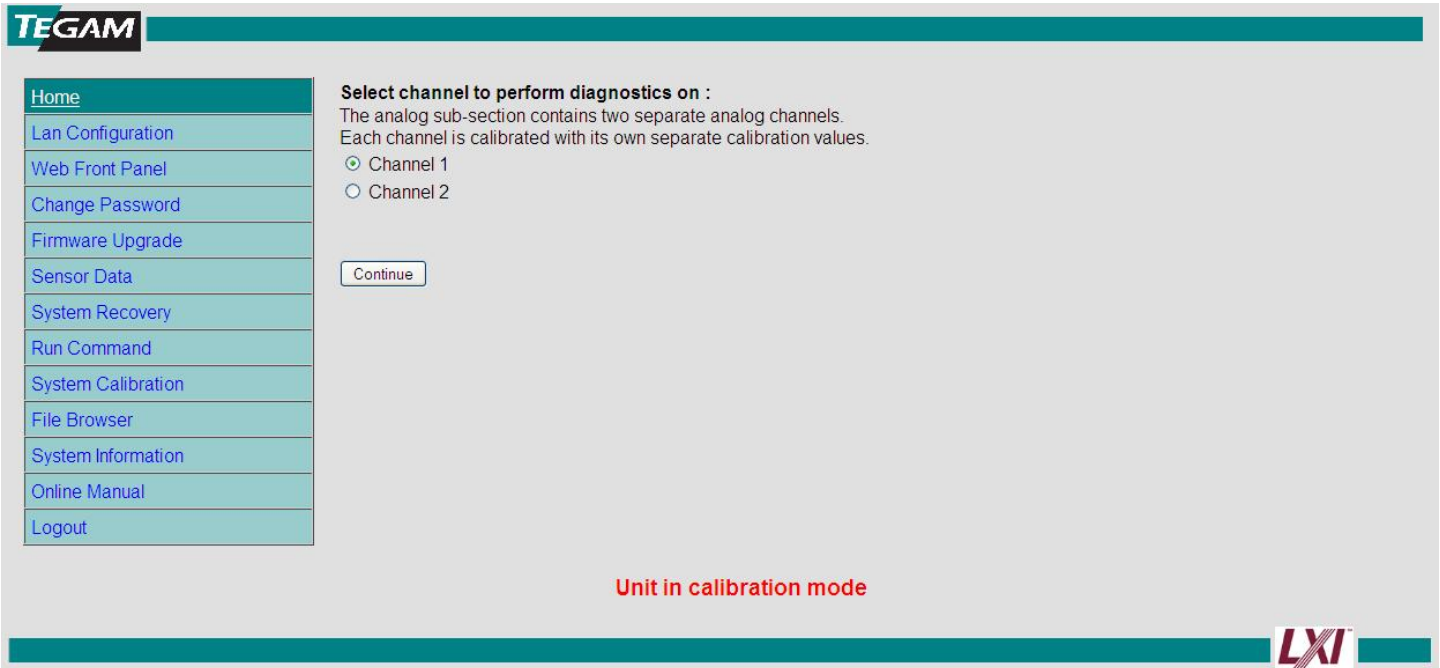 TEGAM
Home
Lan Configuration
Web Front Panel
Change Password
Firmware Upgrade
Sensor Data
System Recovery
Run Command
System Calibration
File Browser
System Information
Online Manual
Logout
Select channel to perform diagnostics on :
The analog sub-section contains two separate analog channels.
Each channel is calibrated with its own separate calibration values.
Channel 1
Channel 2
Continue
Unit in calibration mode
LXI